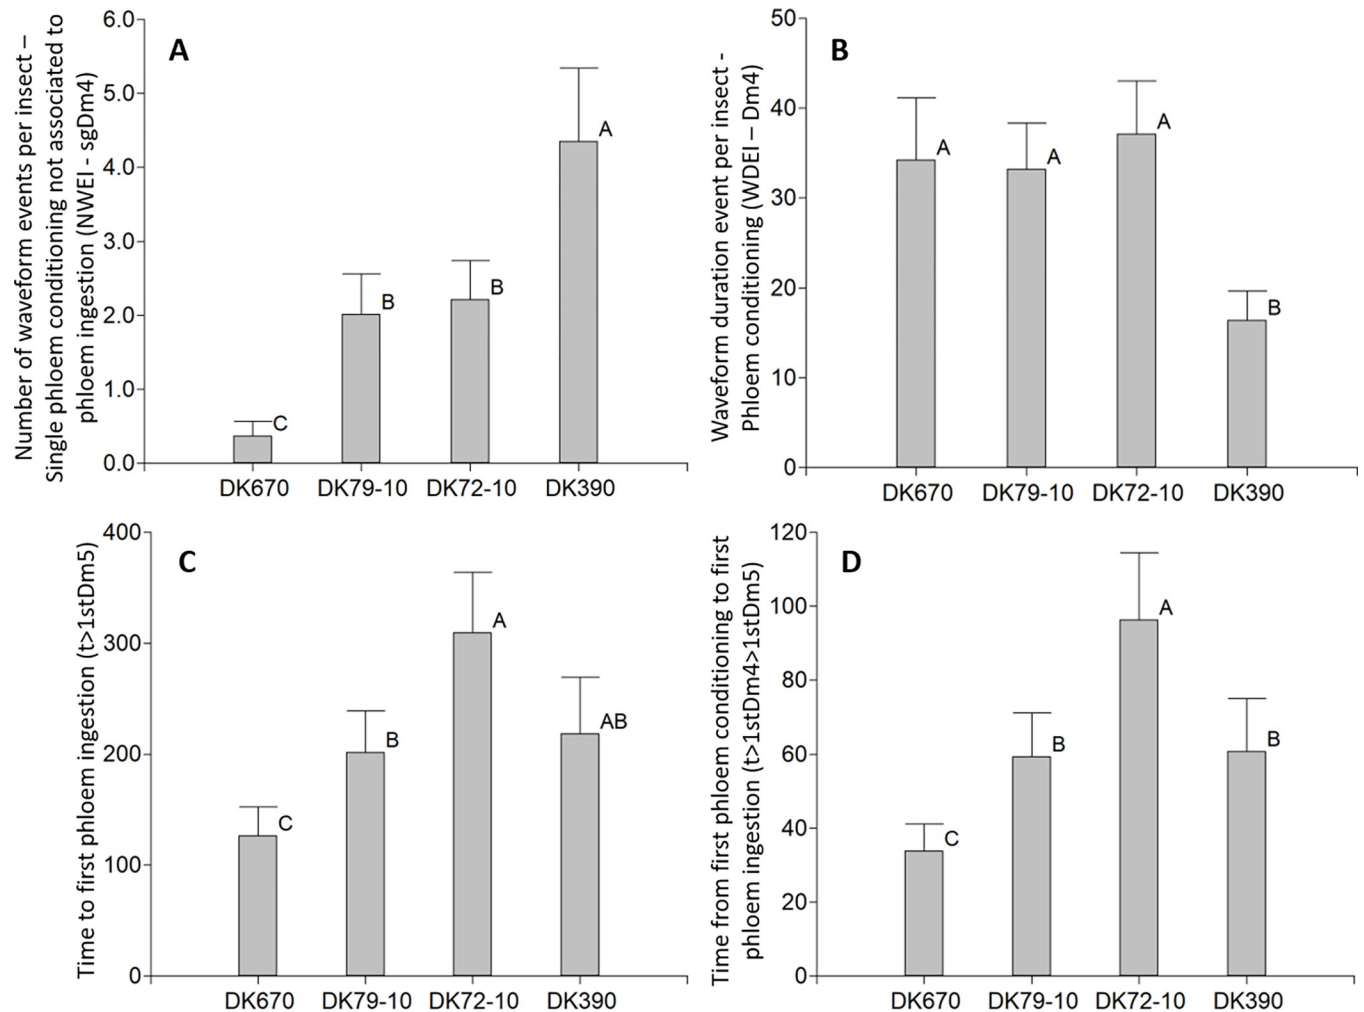 Number of waveform events per insect –
Single phloem conditioning not associated to
phloem ingestion (NWEI - sgDm4)
A
6.0
5.0
4.0
3.0
2.0
1.0
0.0
C
B
B
A
DK670 DK79-10 DK72-10 DK390
Waveform duration event per insect -
Phloem conditioning (WDEI – Dm4)
B
50
40
30
20
10
0
A
A
A
B
DK670 DK79-10 DK72-10 DK390
Time to first phloem ingestion (t>1stDm5)
C
400
300
200
100
0
C
B
A
AB
DK670 DK79-10 DK72-10 DK390
Time from first phloem conditioning to first
phloem ingestion (t>1stDm4>1stDm5)
D
120
100
80
60
40
20
0
C
B
A
B
DK670 DK79-10 DK72-10 DK390